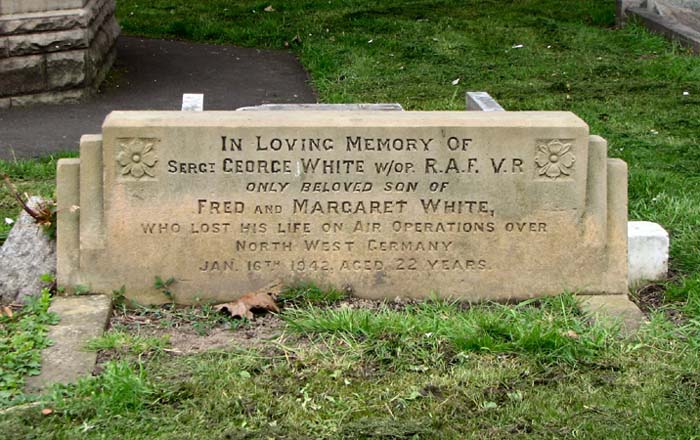 IN LOVING MEMORY OF
SERGT GEORGE WHITE W/OP. R.A.F. V.R
ONLY BELOVED SON OF
FRED AND MARGARET WHITE,
WHO LOST HIS LIFE ON AIR OPERATIONS OVER
NORTH WEST GERMANY
JAN. 16TH 1942. AGED 22 YEARS.